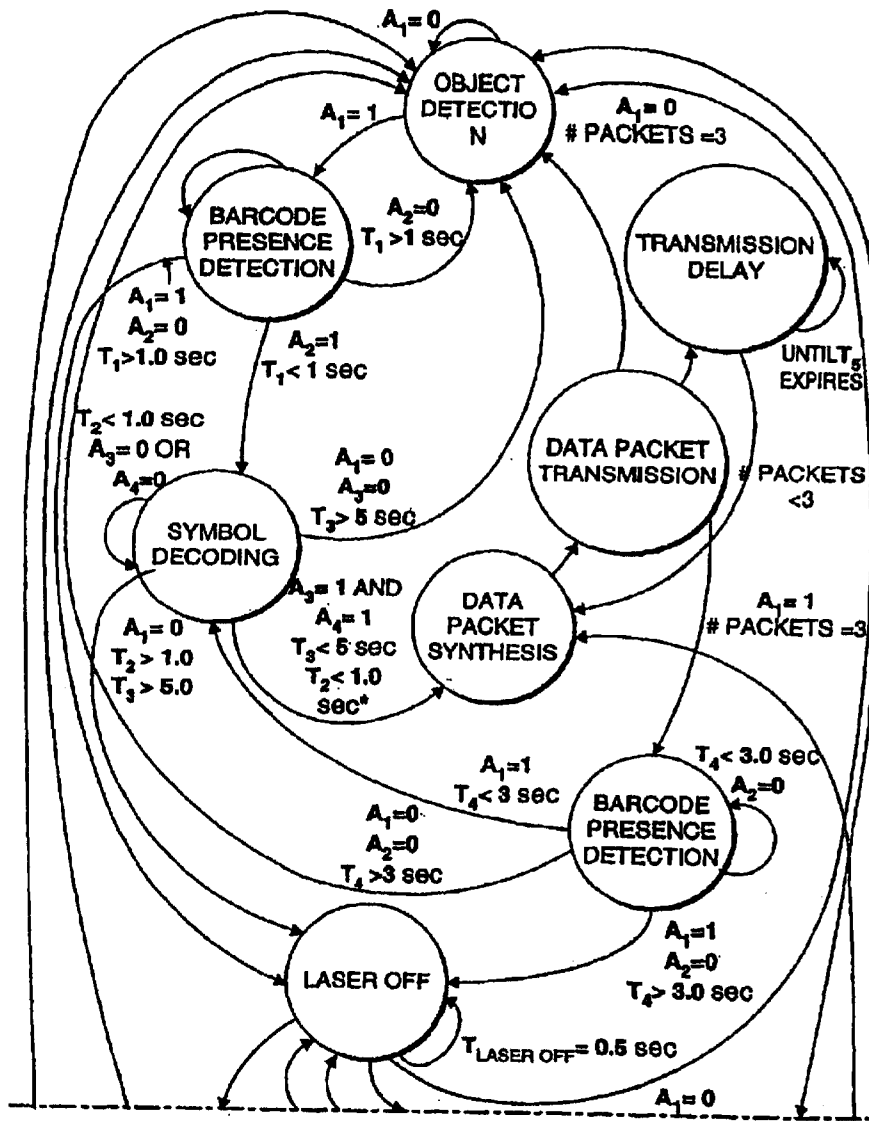 A₁= 0
OBJECT
DETECTIO
N
A₁= 1
A₁= 0
# PACKETS =3
BARCODE
PRESENCE
DETECTION
A₂=0
T₁ >1 sec
TRANSMISSION
DELAY
A₁= 1
A₂= 0
T₁>1.0 sec
A₂=1
T₁< 1 sec
UNTILT₅
EXPIRES
T₂< 1.0 sec
A₃= 0 OR
A₄=0
DATA PACKET
TRANSMISSION
A₁= 0
A₃=0
T₃> 5 sec
# PACKETS
<3
SYMBOL
DECODING
A₃= 1 AND
A₄= 1
T₃< 5 sec
T₂< 1.0
sec*
DATA
PACKET
SYNTHESIS
A₁= 1
# PACKETS =3
A₁= 0
T₂ > 1.0
T₃ > 5.0
A₁=1
T₄< 3 sec
T₄< 3.0 sec
A₂=0
A₁=0
A₂=0
T₄ >3 sec
BARCODE
PRESENCE
DETECTION
A₁=1
A₂=0
T₄> 3.0 sec
LASER OFF
T LASER OFF= 0.5 sec
A₁= 0